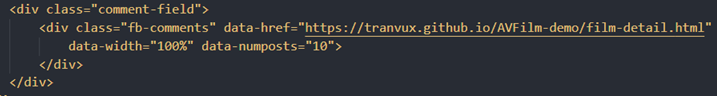 <div class="comment-field">
<div class="fb-comments" data-href="https://tranvux.github.io/AVFilm-demo/film-detail.html"
data-width="100%" data-numposts="10">
</div>
</div>